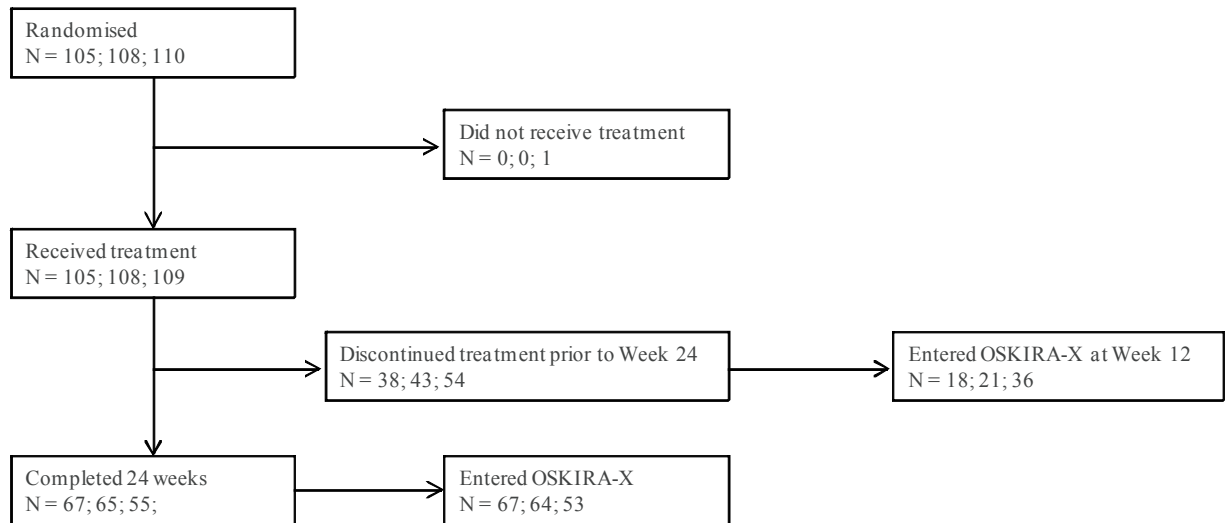 Randomised
N = 105; 108; 110
Did not receive treatment
N = 0; 0; 1
Received treatment
N = 105; 108; 109
Discontinued treatment prior to Week 24
N = 38; 43; 54
Entered OSKIRA-X at Week 12
N = 18; 21; 36
Completed 24 weeks
N = 67; 65; 55;
Entered OSKIRA-X
N = 67; 64; 53